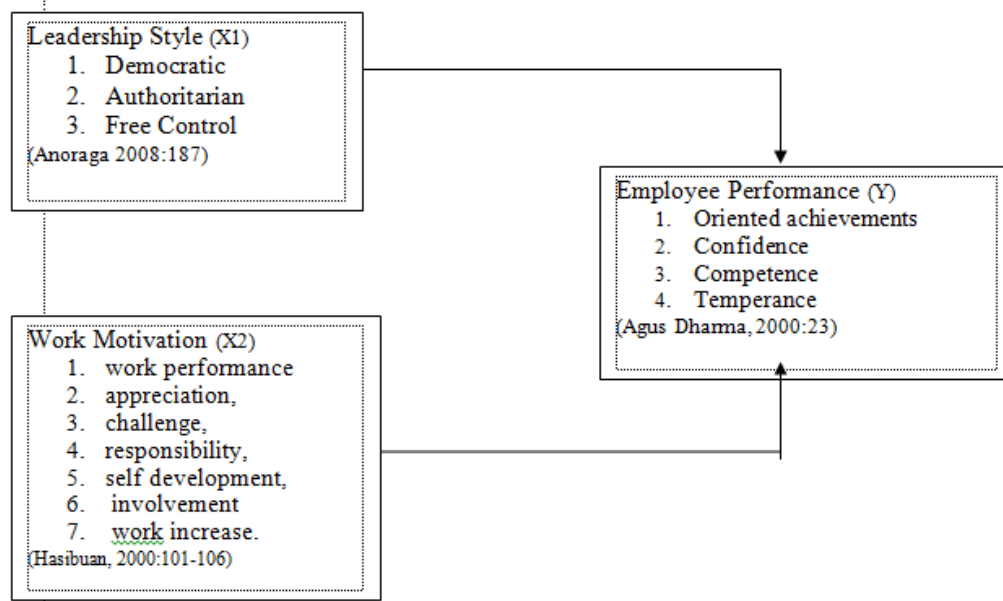 Leadership Style (X1)
1. Democratic
2. Authoritarian
3. Free Control
(Anoraga 2008:187)
Employee Performance (Y)
1. Oriented achievements
2. Confidence
3. Competence
4. Temperance
(Agus Dharma, 2000:23)
Work Motivation (X2)
1. work performance
2. appreciation,
3. challenge,
4. responsibility,
5. self development,
6. involvement
7. work increase.
(Hasibuan, 2000:101-106)